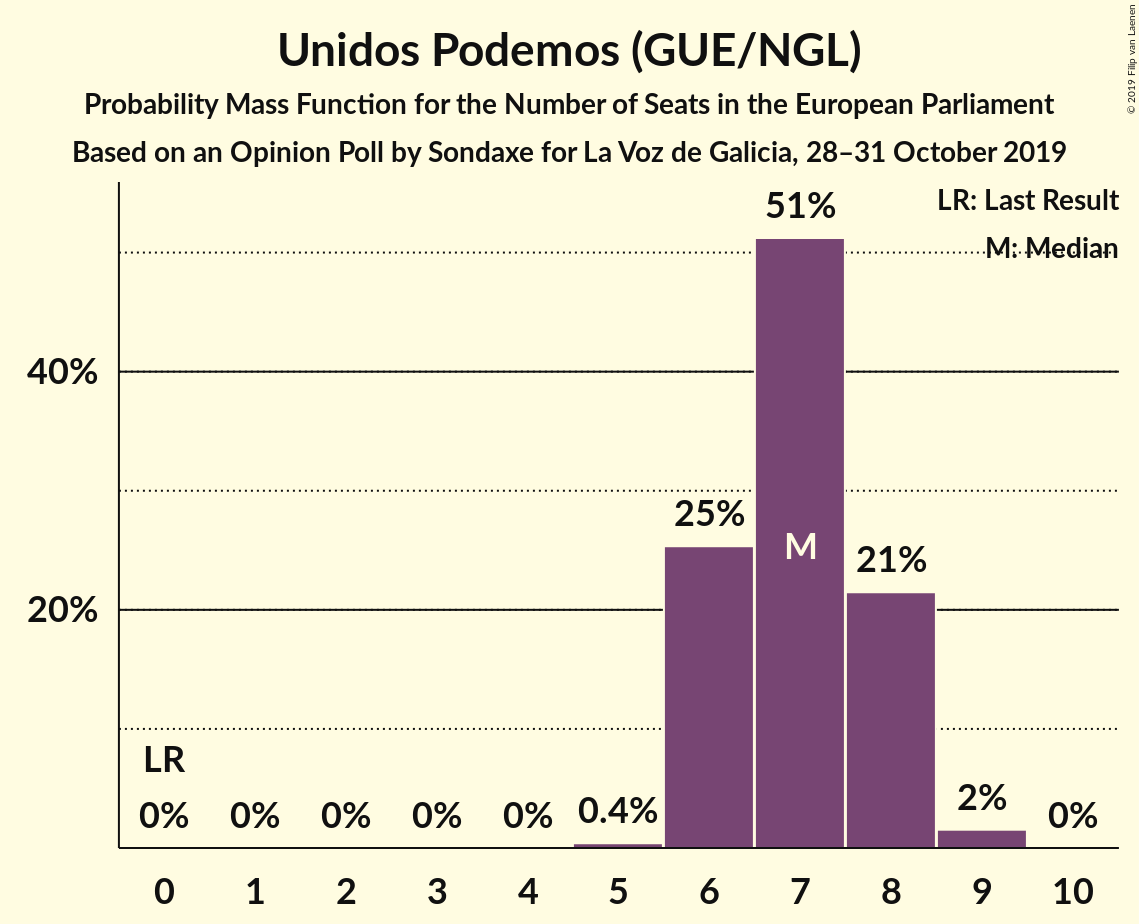 Unidos Podemos (GUE/NGL)
Probability Mass Function for the Number of Seats in the European Parliament
Based on an Opinion Poll by Sondaxe for La Voz de Galicia, 28–31 October 2019
© 2019 Filip van Laenen
LR: Last Result
M: Median
51%
40%
25%
M
21%
20%
LR
0%
0%
0%
0%
0%
0.4%
2%
0%
0 1 2 3 4 5 6 7 8 9 10